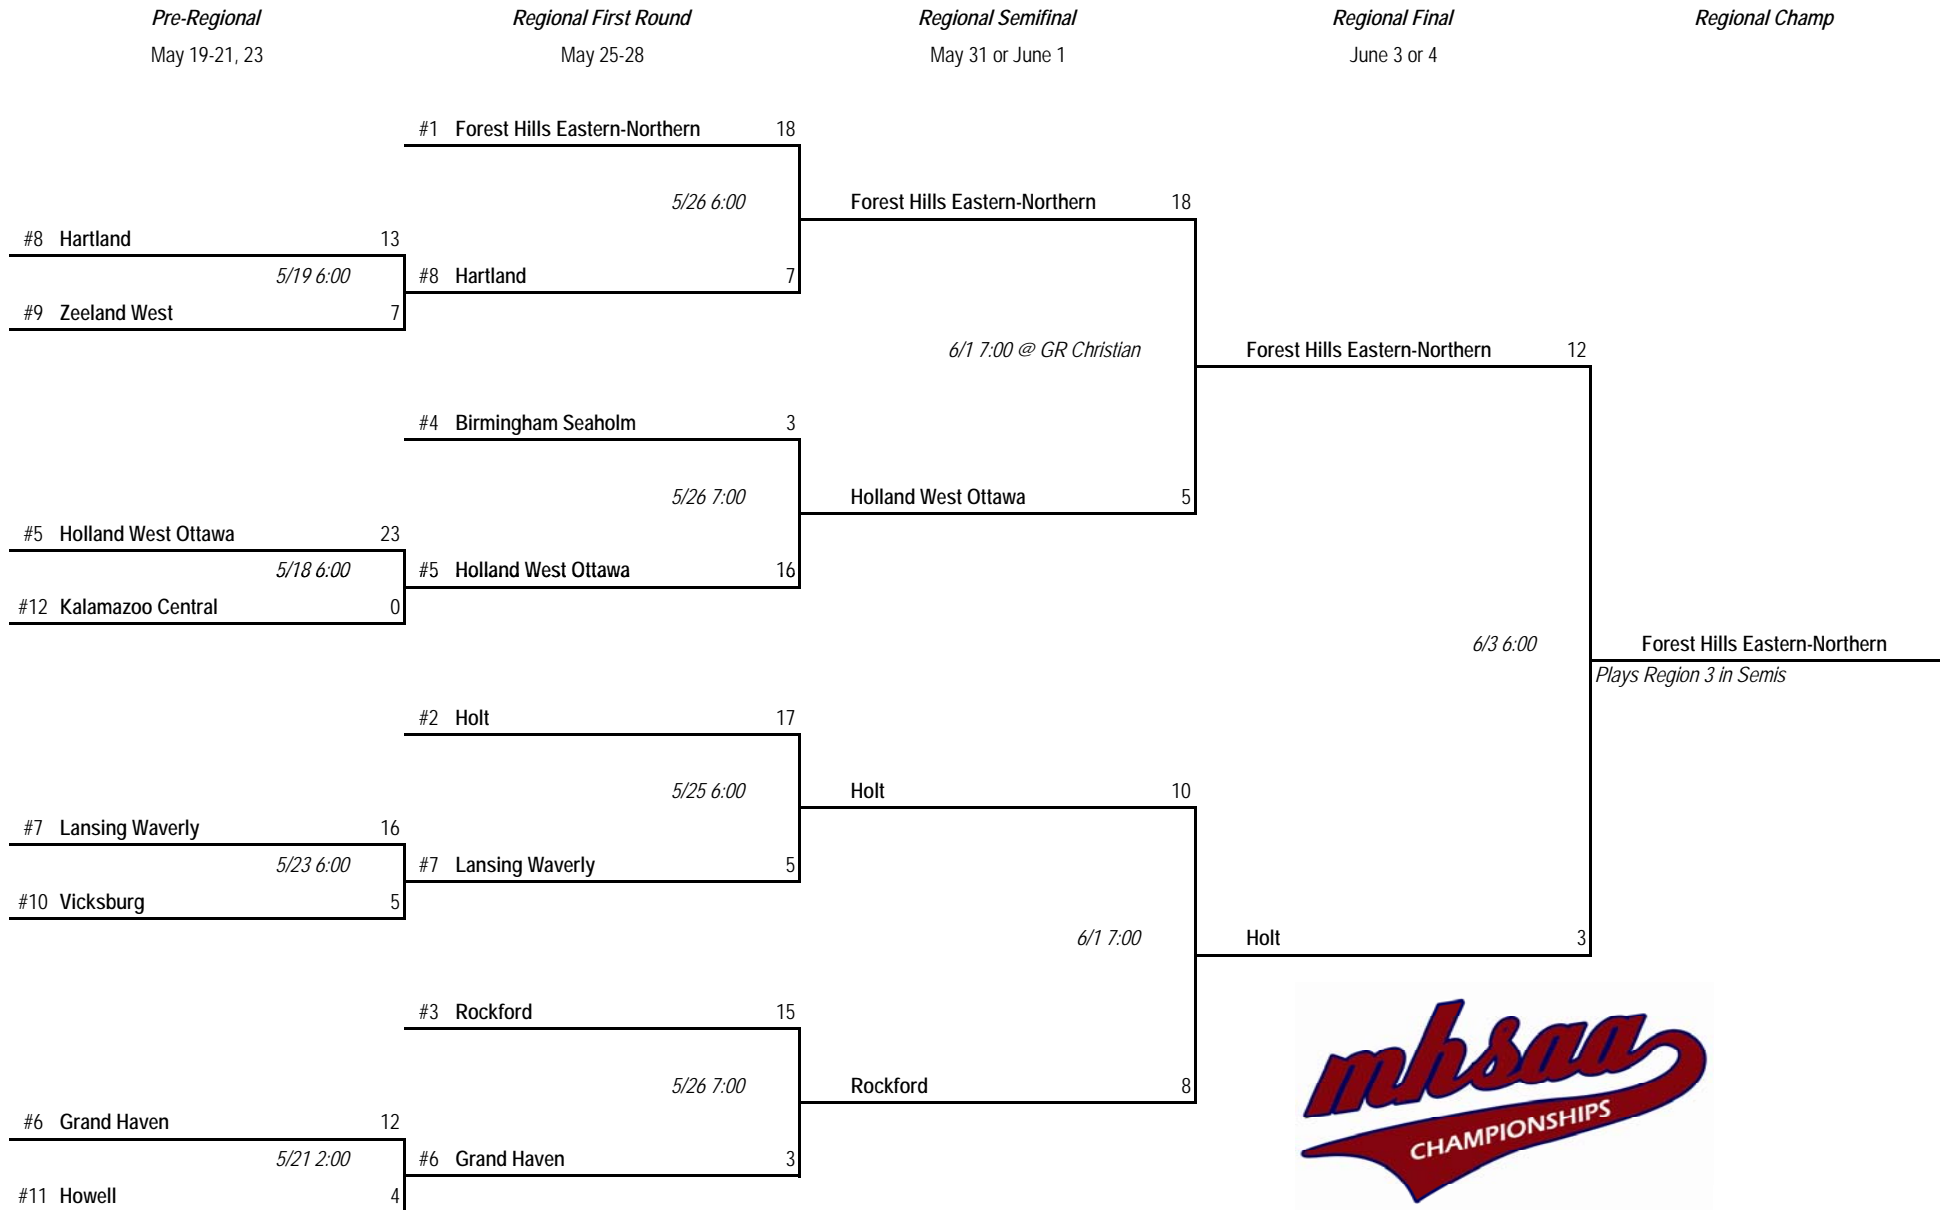 Pre-Regional Regional First Round Regional Semifinal Regional Final Regional Champ
May 19-21, 23 May 25-28 May 31 or June 1 June 3 or 4
#1 Forest Hills Eastern-Northern 18
5/26 6:00 Forest Hills Eastern-Northern 18
#8 Hartland 13
5/19 6:00 #8 Hartland 7
#9 Zeeland West 7
6/1 7:00 @ GR Christian Forest Hills Eastern-Northern 12
#4 Birmingham Seaholm 3
5/26 7:00 Holland West Ottawa 5
#5 Holland West Ottawa 23
5/18 6:00 #5 Holland West Ottawa 16
#12 Kalamazoo Central 0
6/3 6:00 Forest Hills Eastern-Northern
Plays Region 3 in Semis
#2 Holt 17
5/25 6:00 Holt 10
#7 Lansing Waverly 16
5/23 6:00 #7 Lansing Waverly 5
#10 Vicksburg 5
6/1 7:00 Holt 3
#3 Rockford 15
5/26 7:00 Rockford 8
mhsaa
CHAMPIONSHIPS
#6 Grand Haven 12
5/21 2:00 #6 Grand Haven 3
#11 Howell 4